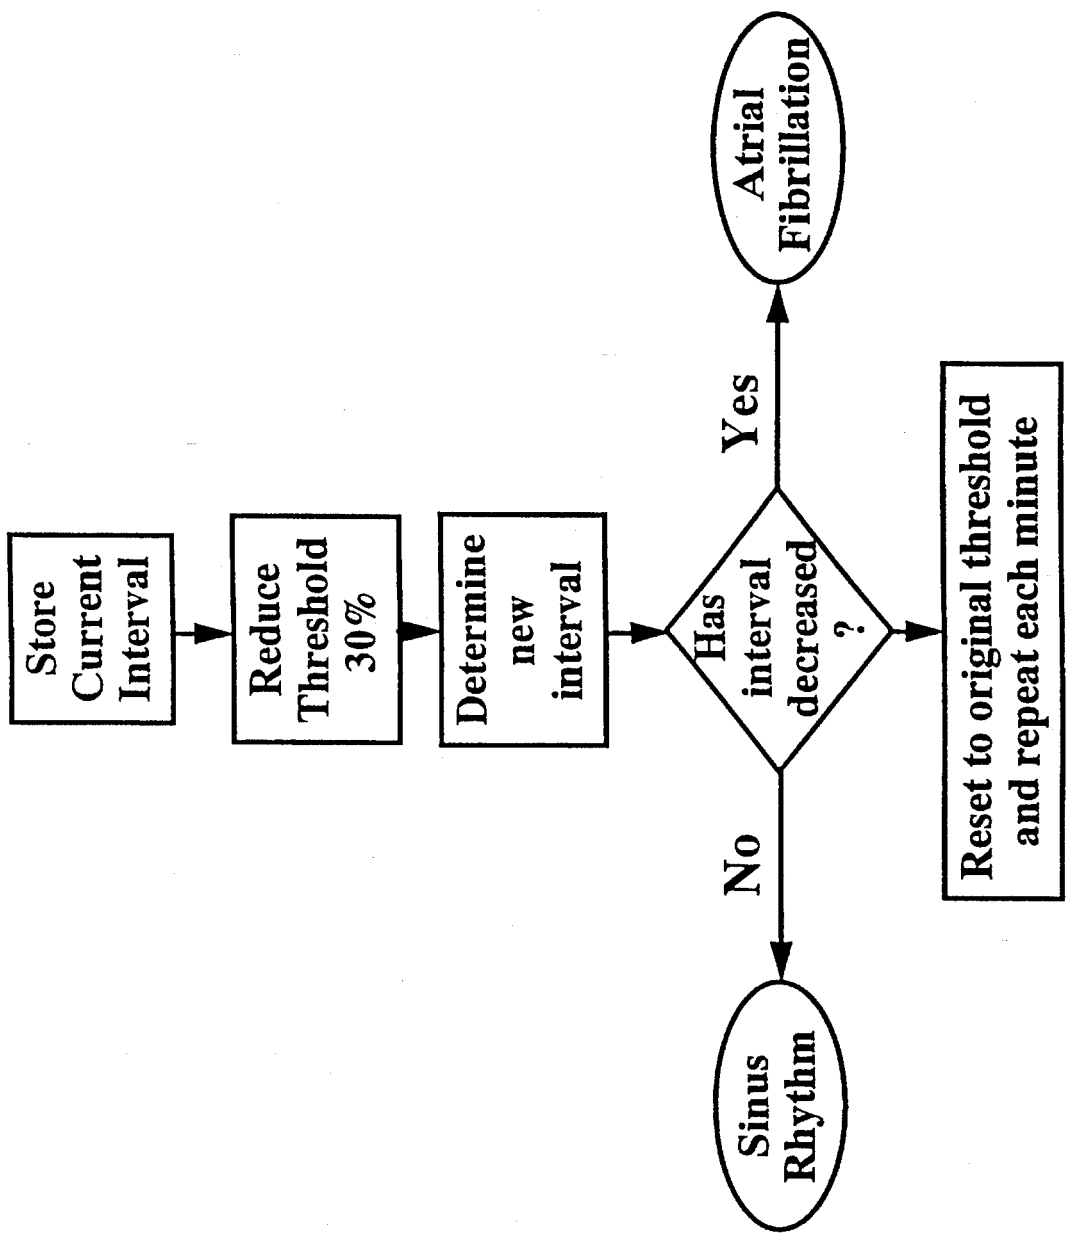 Store
Current
Interval
Reduce
Threshold
30%
Determine
new
interval
Has
interval
decreased
?
No
Yes
Sinus
Rhythm
Atrial
Fibrillation
Reset to original threshold
and repeat each minute